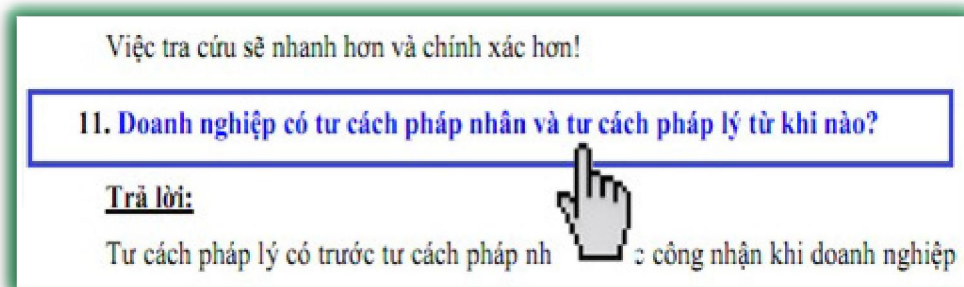 Việc tra cứu sẽ nhanh hơn và chính xác hơn!
11. Doanh nghiệp có tư cách pháp nhân và tư cách pháp lý từ khi nào?
Trả lời:
Tư cách pháp lý có trước tư cách pháp công nhận khi doanh nghiệp